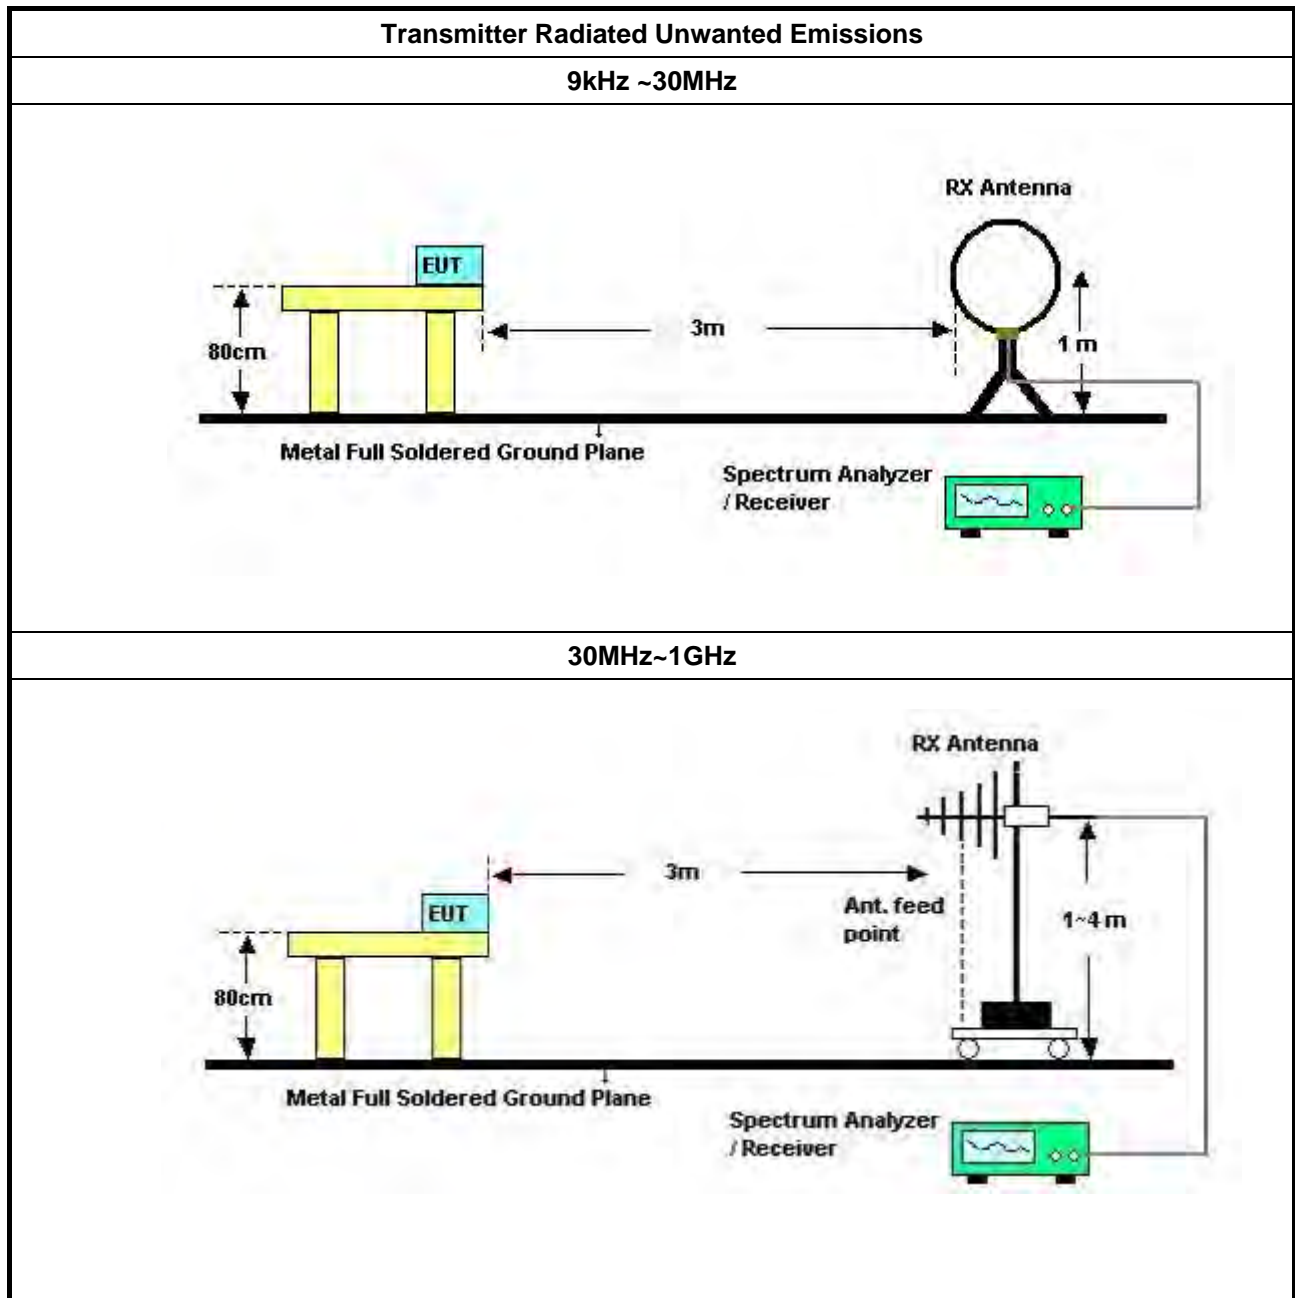 Transmitter Radiated Unwanted Emissions
9kHz ~30MHz
RX Antenna
EUT
3m
80cm
1 m
Metal Full Soldered Ground Plane
Spectrum Analyzer
/ Receiver
30MHz~1GHz
RX Antenna
3m
EUT
Ant. feed
point
1~4 m
80cm
Metal Full Soldered Ground Plane
Spectrum Analyzer
/ Receiver